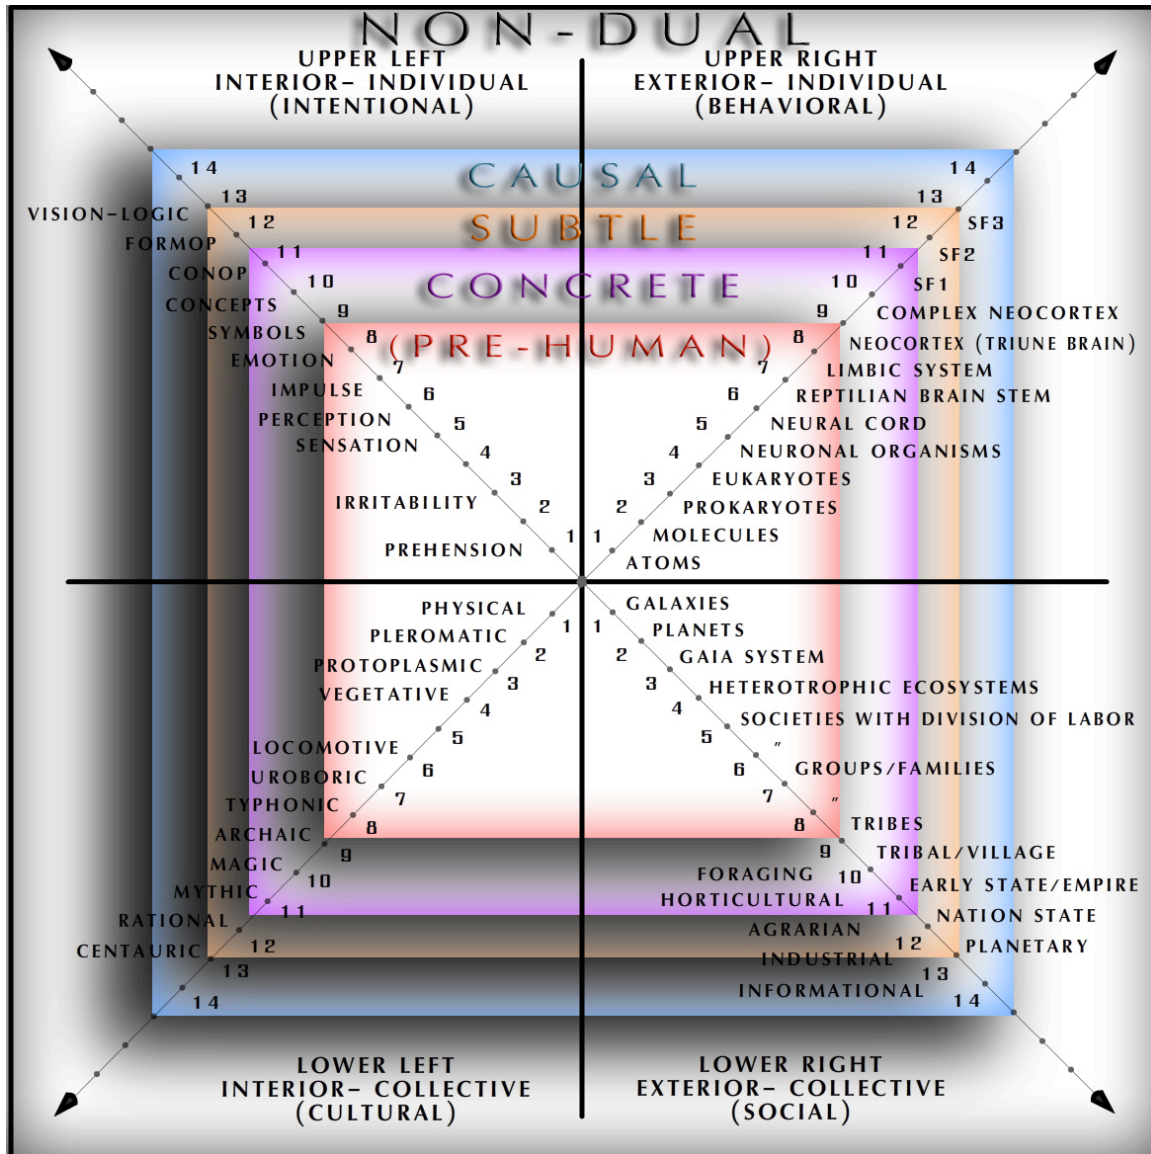 NON-DUAL
UPPER LEFT
INTERIOR- INDIVIDUAL
(INTENTIONAL)
UPPER RIGHT
EXTERIOR- INDIVIDUAL
(BEHAVIORAL)
CAUSAL
SUBTLE
CONCRETE
(PRE-HUMAN)
14
13
12
11
10
9
8
7
6
5
4
3
2
1
VISION-LOGIC
FORMOP
CONOP
CONCEPTS
SYMBOLS
EMOTION
IMPULSE
PERCEPTION
SENSATION
IRRITABILITY
PREHENSION
14
13
12
11
10
9
8
7
6
5
4
3
2
1
SF3
SF2
SF1
COMPLEX NEOCORTEX
NEOCORTEX (TRIUNE BRAIN)
LIMBIC SYSTEM
REPTILIAN BRAIN STEM
NEURAL CORD
NEURONAL ORGANISMS
EUKARYOTES
PROKARYOTES
MOLECULES
ATOMS
PHYSICAL
PLEROMATIC
PROTOPLASMIC
VEGETATIVE
LOCOMOTIVE
UROBORIC
TYPHONIC
ARCHAIC
MAGIC
MYTHIC
RATIONAL
CENTAURIC
1
2
3
4
5
6
7
8
9
10
11
12
13
14
GALAXIES
PLANETS
GAIA SYSTEM
HETEROTROPHIC ECOSYSTEMS
SOCIETIES WITH DIVISION OF LABOR
"
GROUPS/FAMILIES
"
TRIBES
TRIBAL/VILLAGE
EARLY STATE/EMPIRE
NATION STATE
PLANETARY
1
2
3
4
5
6
7
8
9
10
11
12
13
14
FORAGING
HORTICULTURAL
AGRARIAN
INDUSTRIAL
INFORMATIONAL
LOWER LEFT
INTERIOR- COLLECTIVE
(CULTURAL)
LOWER RIGHT
EXTERIOR- COLLECTIVE
(SOCIAL)